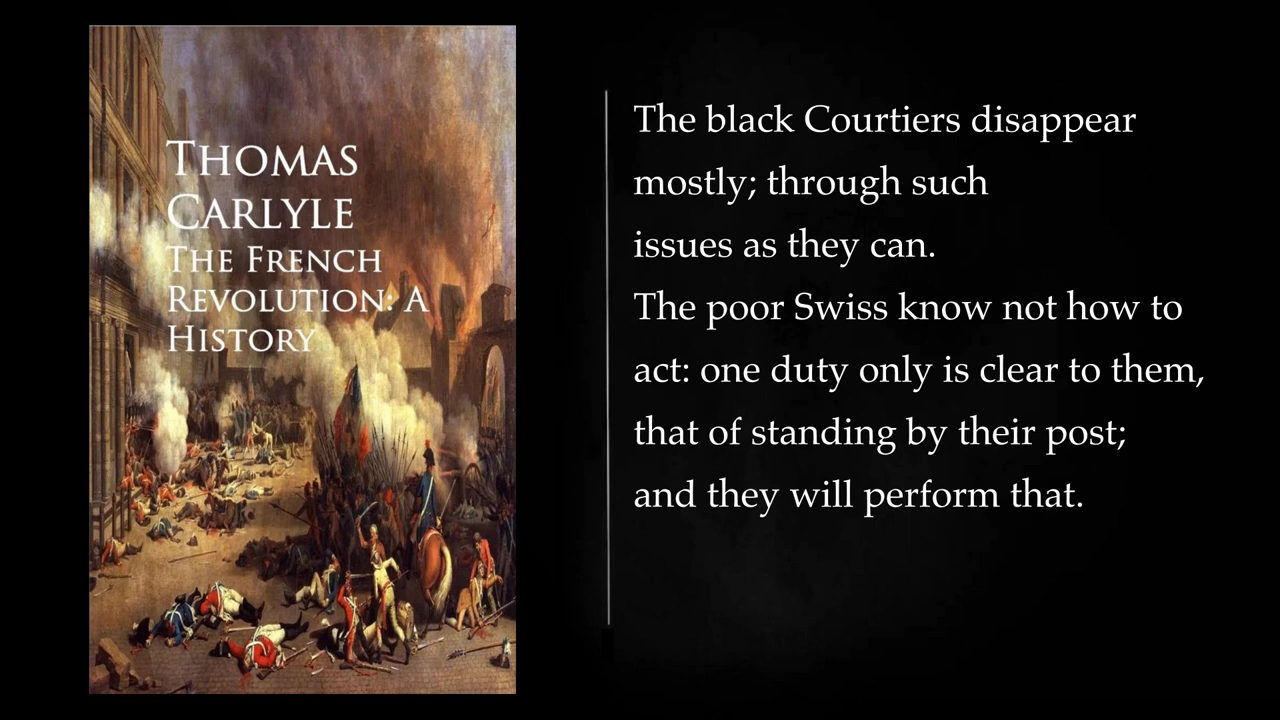 THOMAS
CARLYLE
THE FRENCH
REVOLUTION: A
HISTORY
The black Courtiers disappear
mostly; through such
issues as they can.
The poor Swiss know not how to
act: one duty only is clear to them,
that of standing by their post;
and they will perform that.